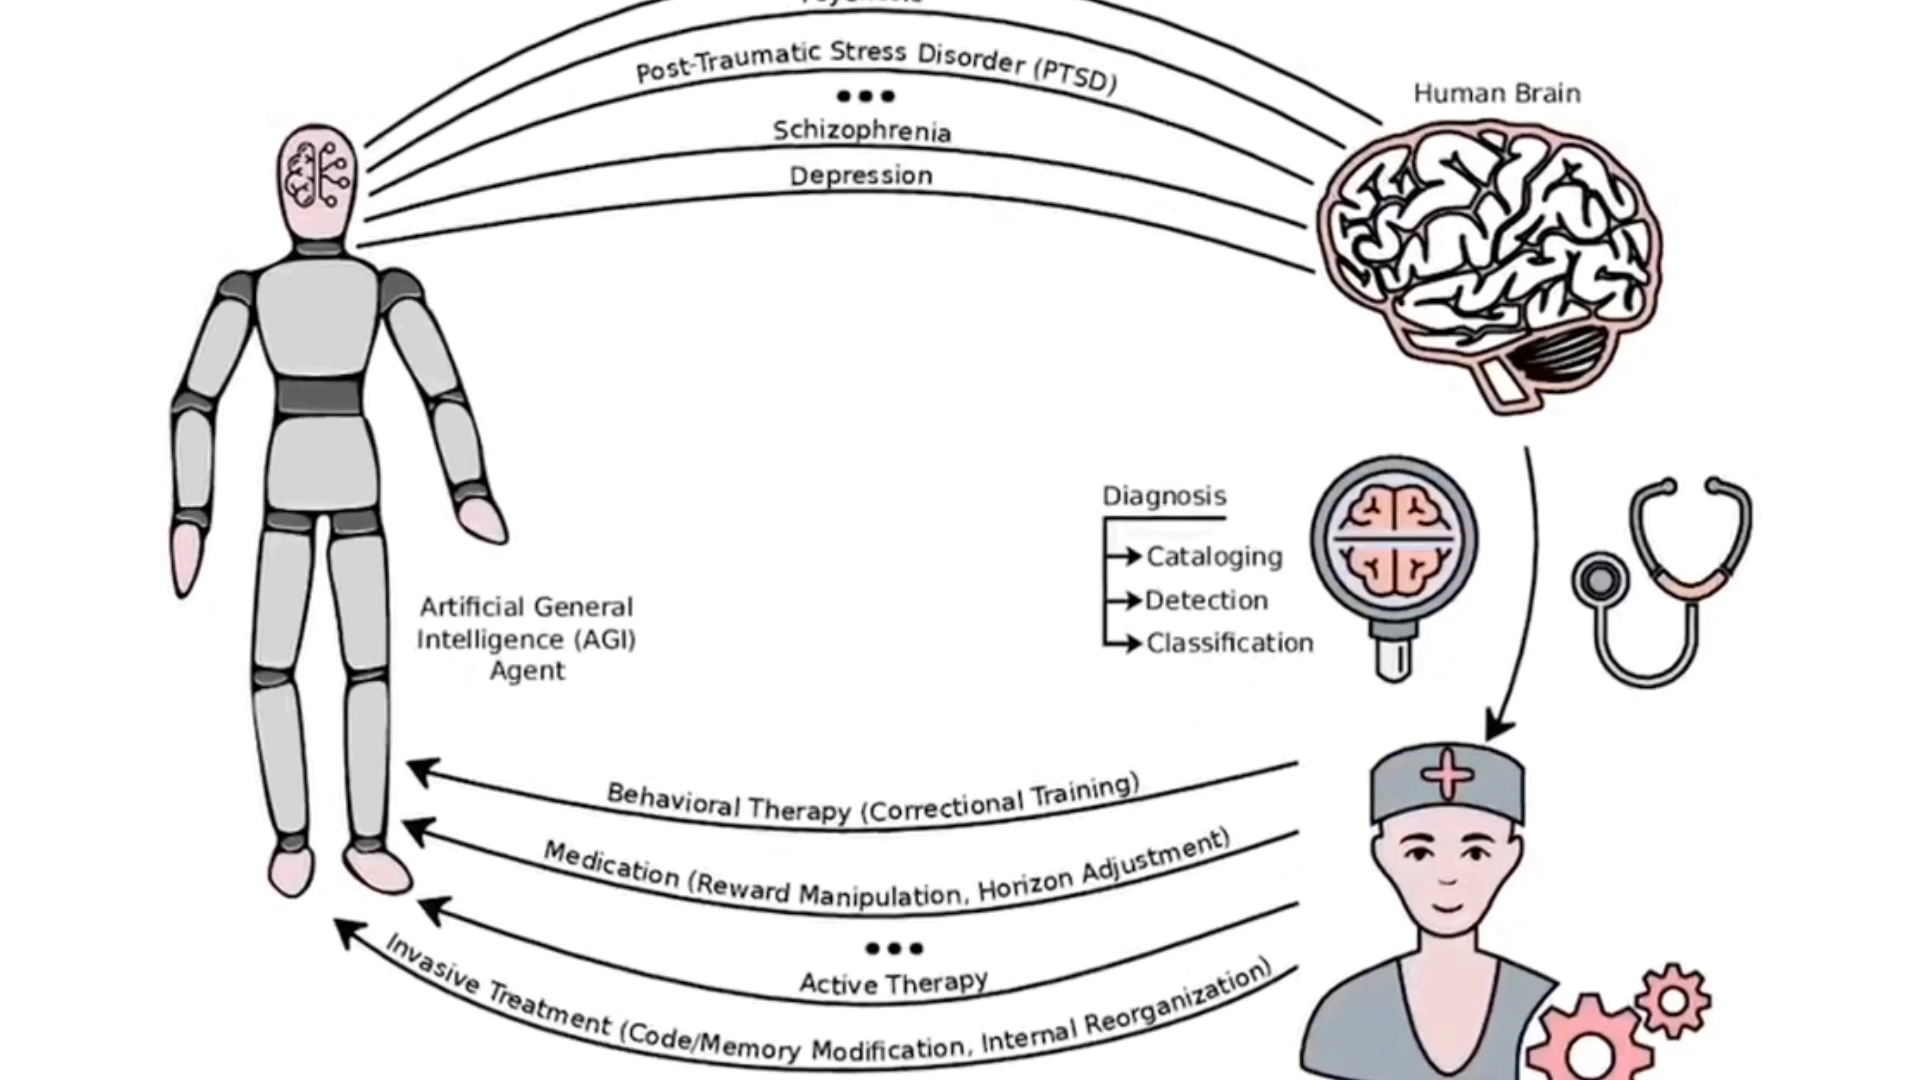 Post-Traumatic Stress Disorder (PTSD)
Schizophrenia
Depression
Human Brain
Diagnosis
Cataloging
Detection
Classification
Artificial General
Intelligence (AGI)
Agent
Behavioral Therapy (Correctional Training)
Medication (Reward Manipulation, Horizon Adjustment)
Active Therapy
Invasive Treatment (Code/Memory Modification, Internal Reorganization)